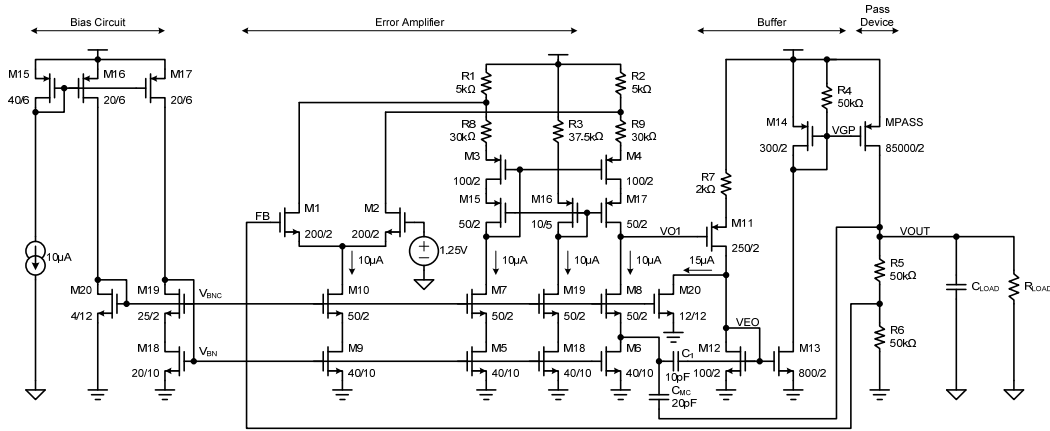 Bias Circuit
Error Amplifier
Buffer
Pass
Device
M15
40/6
M16
20/6
M17
20/6
10µA
M20
4/12
M19
25/2
VBNC
M18
20/10
VBN
FB
M1
200/2
M2
200/2
1.25V
10µA
M10
50/2
M9
40/10
R1
5kΩ
R2
5kΩ
R8
30kΩ
R3
37.5kΩ
R9
30kΩ
M3
100/2
M4
100/2
M15
50/2
M16
10/5
M17
50/2
10µA
10µA
10µA
15µA
M7
50/2
M19
50/2
M8
50/2
M20
12/12
M5
40/10
M18
40/10
M6
40/10
C1
10pF
CMC
20pF
VO1
R7
2kΩ
M11
250/2
VEO
M12
100/2
M13
800/2
M14
300/2
R4
50kΩ
VGP
MPASS
85000/2
VOUT
R5
50kΩ
R6
50kΩ
CLOAD
RLOAD